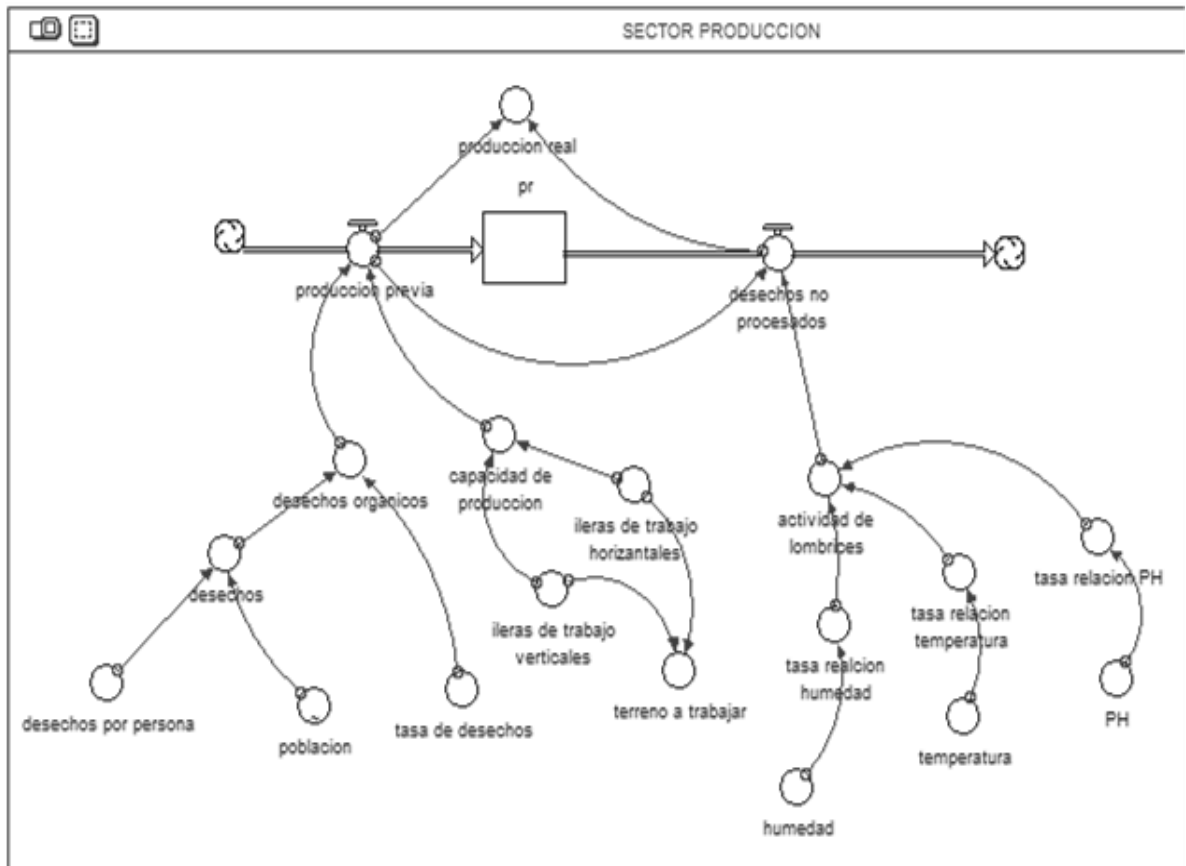 SECTOR PRODUCCION
produccion real
pr
produccion previa
desechos no
procesados
desechos organicos
capacidad de
produccion
ileras de trabajo
horizantales
actividad de
lombrices
desechos
ileras de trabajo
verticales
tasa relacion PH
tasa relacion
temperatura
tasa realcion
humedad
desechos por persona
poblacion
tasa de desechos
terreno a trabajar
PH
temperatura
humedad